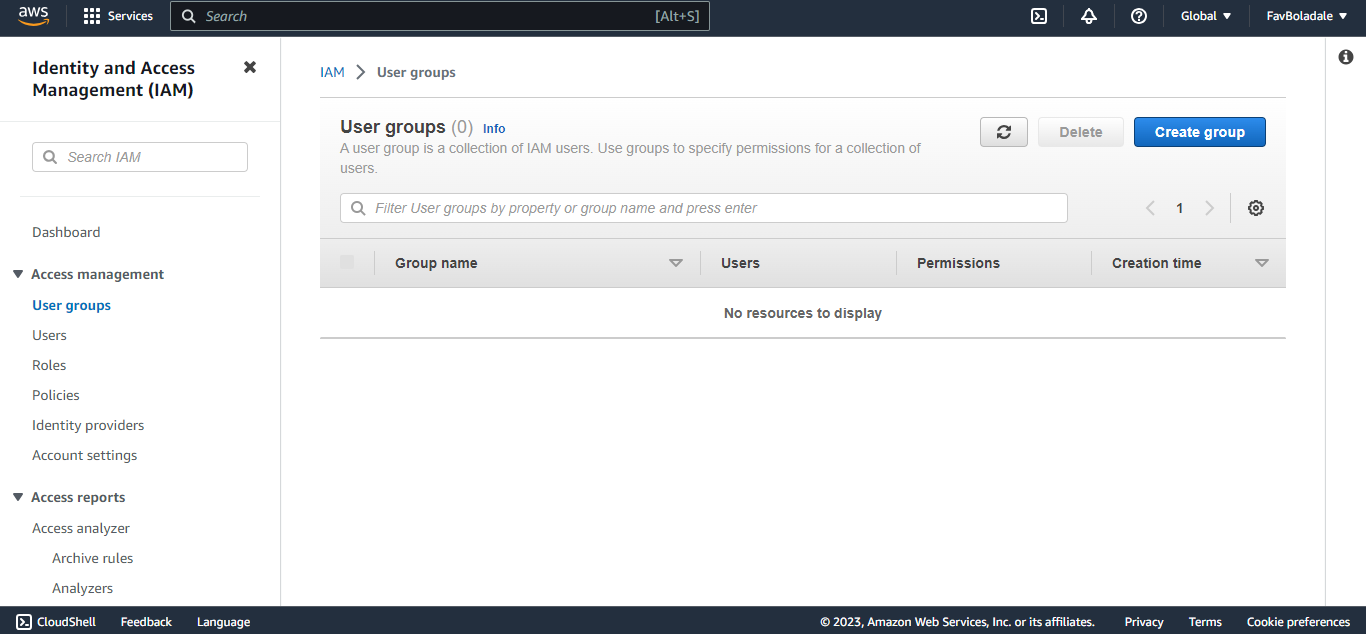 aws
Services
Search
[Alt+S]
Global
FavBoladale
Identity and Access
Management (IAM)
Search IAM
Dashboard
Access management
User groups
Users
Roles
Policies
Identity providers
Account settings
Access reports
Access analyzer
Archive rules
Analyzers
IAM
User groups
User groups (0) Info
A user group is a collection of IAM users. Use groups to specify permissions for a collection of
users.
Delete
Create group
Filter User groups by property or group name and press enter
1
Group name
Users
Permissions
Creation time
No resources to display
CloudShell
Feedback
Language
© 2023, Amazon Web Services, Inc. or its affiliates.
Privacy
Terms
Cookie preferences